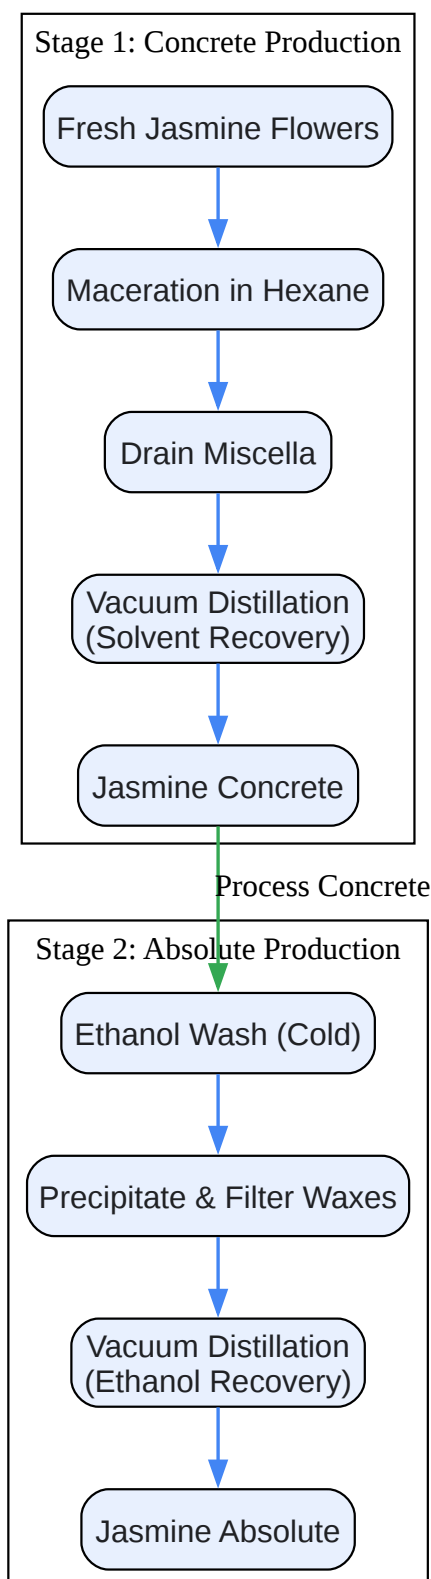 Stage 1: Concrete Production
Fresh Jasmine Flowers
Maceration in Hexane
Drain Miscella
Vacuum Distillation
(Solvent Recovery)
Jasmine Concrete
Process Concrete
Stage 2: Absolute Production
Ethanol Wash (Cold)
Precipitate & Filter Waxes
Vacuum Distillation
(Ethanol Recovery)
Jasmine Absolute